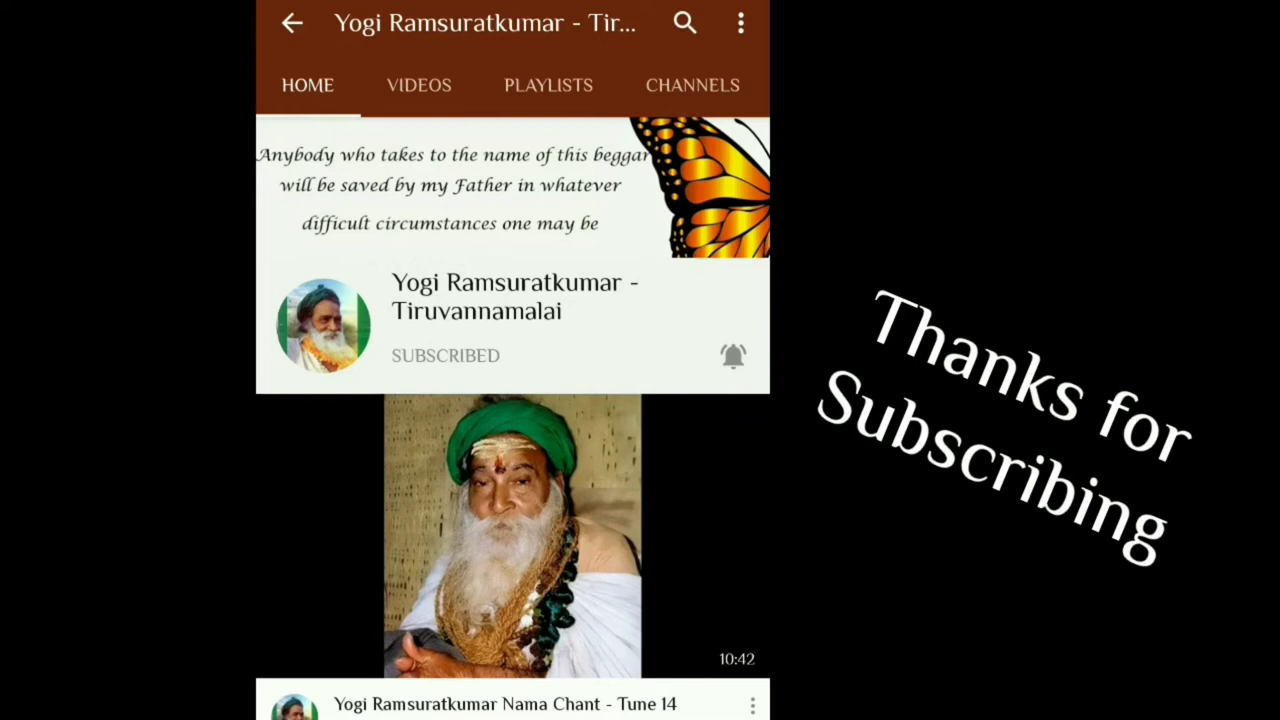 Yogi Ramsuratkumar - Tir...
HOME VIDEOS PLAYLISTS CHANNELS
Anybody who takes to the name of this beggar
will be saved by my Father in whatever
difficult circumstances one may be
Yogi Ramsuratkumar -
Tiruvannamalai
SUBSCRIBED
10:42
Yogi Ramsuratkumar Nama Chant - Tune 14
Thanks for
Subscribing